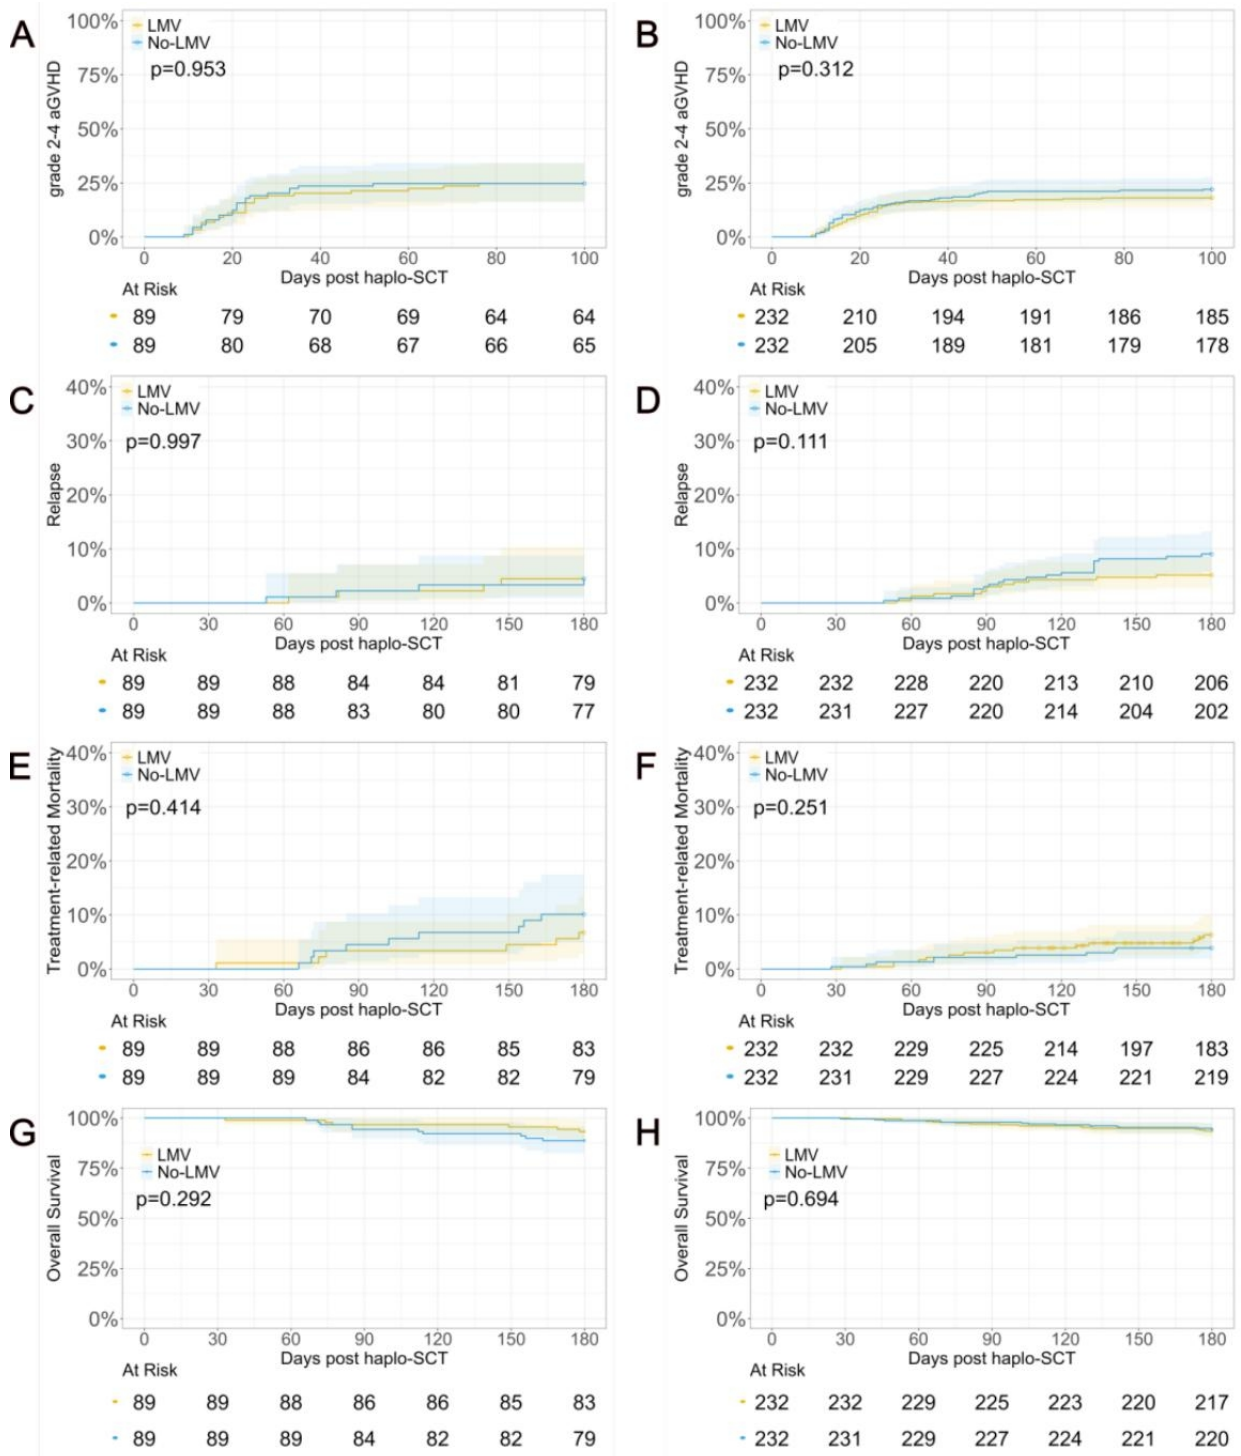 A
grade 2-4 aGVHD
100%
75%
50%
25%
0%
LMV
No-LMV
p=0.953
0 20 40 60 80 100
Days post haplo-SCT
At Risk
89 79 70 69 64 64
89 80 68 67 66 65
B
grade 2-4 aGVHD
100%
75%
50%
25%
0%
LMV
No-LMV
p=0.312
0 20 40 60 80 100
Days post haplo-SCT
At Risk
232 210 194 191 186 185
232 205 189 181 179 178
C
Relapse
40%
30%
20%
10%
0%
LMV
No-LMV
p=0.997
0 30 60 90 120 150 180
Days post haplo-SCT
At Risk
89 89 88 84 84 81 79
89 89 88 83 80 80 77
D
Relapse
40%
30%
20%
10%
0%
LMV
No-LMV
p=0.111
0 30 60 90 120 150 180
Days post haplo-SCT
At Risk
232 232 228 220 213 210 206
232 231 227 220 214 204 202
E
Treatment-related Mortality
40%
30%
20%
10%
0%
LMV
No-LMV
p=0.414
0 30 60 90 120 150 180
Days post haplo-SCT
At Risk
89 89 88 86 86 85 83
89 89 89 84 82 82 79
F
Treatment-related Mortality
40%
30%
20%
10%
0%
LMV
No-LMV
p=0.251
0 30 60 90 120 150 180
Days post haplo-SCT
At Risk
232 232 229 225 214 197 183
232 231 229 227 224 221 219
G
Overall Survival
100%
75%
50%
25%
0%
LMV
No-LMV
p=0.292
0 30 60 90 120 150 180
Days post haplo-SCT
At Risk
89 89 88 86 86 85 83
89 89 89 84 82 82 79
H
Overall Survival
100%
75%
50%
25%
0%
LMV
No-LMV
p=0.694
0 30 60 90 120 150 180
Days post haplo-SCT
At Risk
232 232 229 225 223 220 217
232 231 229 227 224 221 220